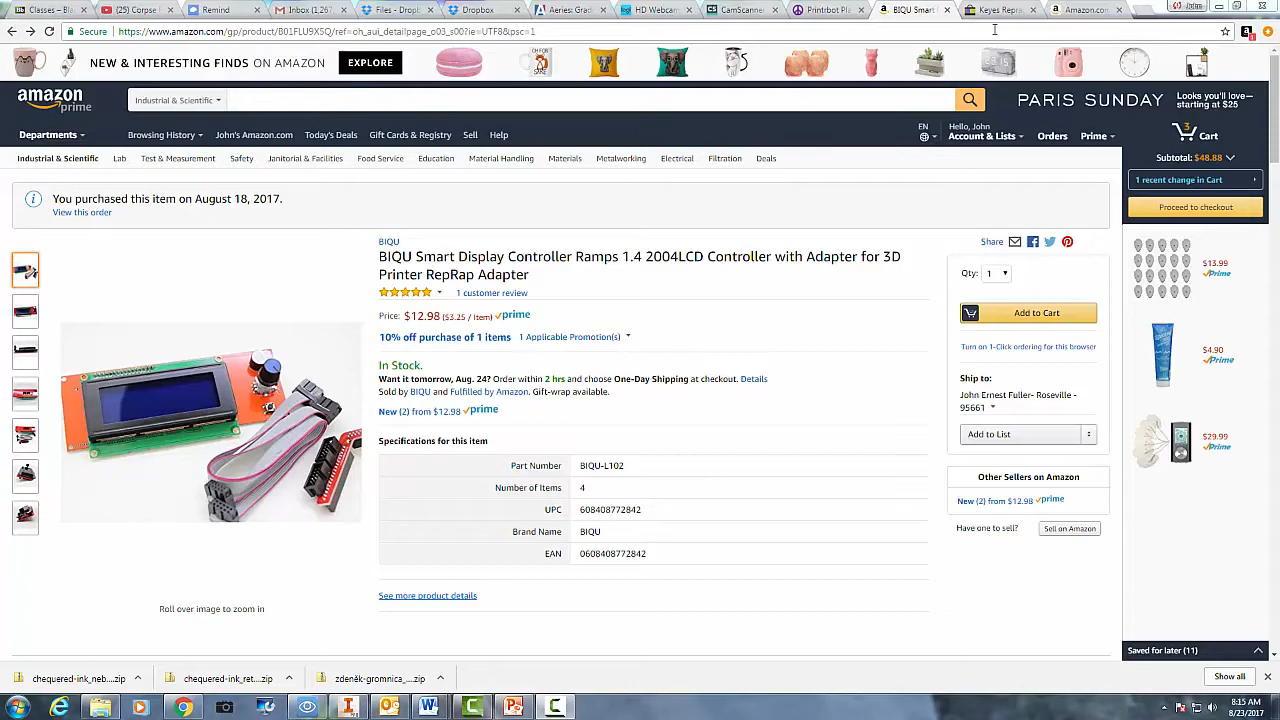 Classes – Black
(25) Corpse
Remind
Inbox (1,267
Files - Drop
Dropbox
Aeries: Grad
HD Webcam
CamScanner
Printbot Pla
BIQU Smart
Keyes Repra
Amazon.com
John
Secure
https://www.amazon.com/gp/product/B01FLU9X5Q/ref=oh_aui_detailpage_o03_s00?ie=UTF8&psc=1
NEW & INTERESTING FINDS ON AMAZON
EXPLORE
amazon
prime
Industrial & Scientific
PARIS SUNDAY
Looks you'll love—
starting at $25
Departments
Browsing History
John's Amazon.com
Today's Deals
Gift Cards & Registry
Sell
Help
EN
Hello, John
Account & Lists
Orders
Prime
3
Cart
Industrial & Scientific
Lab
Test & Measurement
Safety
Janitorial & Facilities
Food Service
Education
Material Handling
Materials
Metalworking
Electrical
Filtration
Deals
Subtotal: $48.88
1 recent change in Cart
Proceed to checkout
You purchased this item on August 18, 2017.
View this order
BIQU
BIQU Smart Display Controller Ramps 1.4 2004LCD Controller with Adapter for 3D
Printer RepRap Adapter
1 customer review
Price: $12.98 ($3.25 / Item) prime
10% off purchase of 1 items
1 Applicable Promotion(s)
In Stock.
Want it tomorrow, Aug. 24? Order within 2 hrs and choose One-Day Shipping at checkout. Details
Sold by BIQU and Fulfilled by Amazon. Gift-wrap available.
New (2) from $12.98 prime
Specifications for this item
Part Number BIQU-L102
Number of Items 4
UPC 608408772842
Brand Name BIQU
EAN 0608408772842
See more product details
Roll over image to zoom in
Share
Qty: 1
Add to Cart
Turn on 1-Click ordering for this browser
Ship to:
John Ernest Fuller- Roseville -
95661
Add to List
Other Sellers on Amazon
New (2) from $12.98 prime
Have one to sell?
Sell on Amazon
$13.99
Prime
$4.90
Prime
$29.99
Prime
Saved for later (11)
chequered-ink_neb....zip
chequered-ink_ret....zip
zdeněk-gromnica_....zip
Show all
8:15 AM
8/23/2017